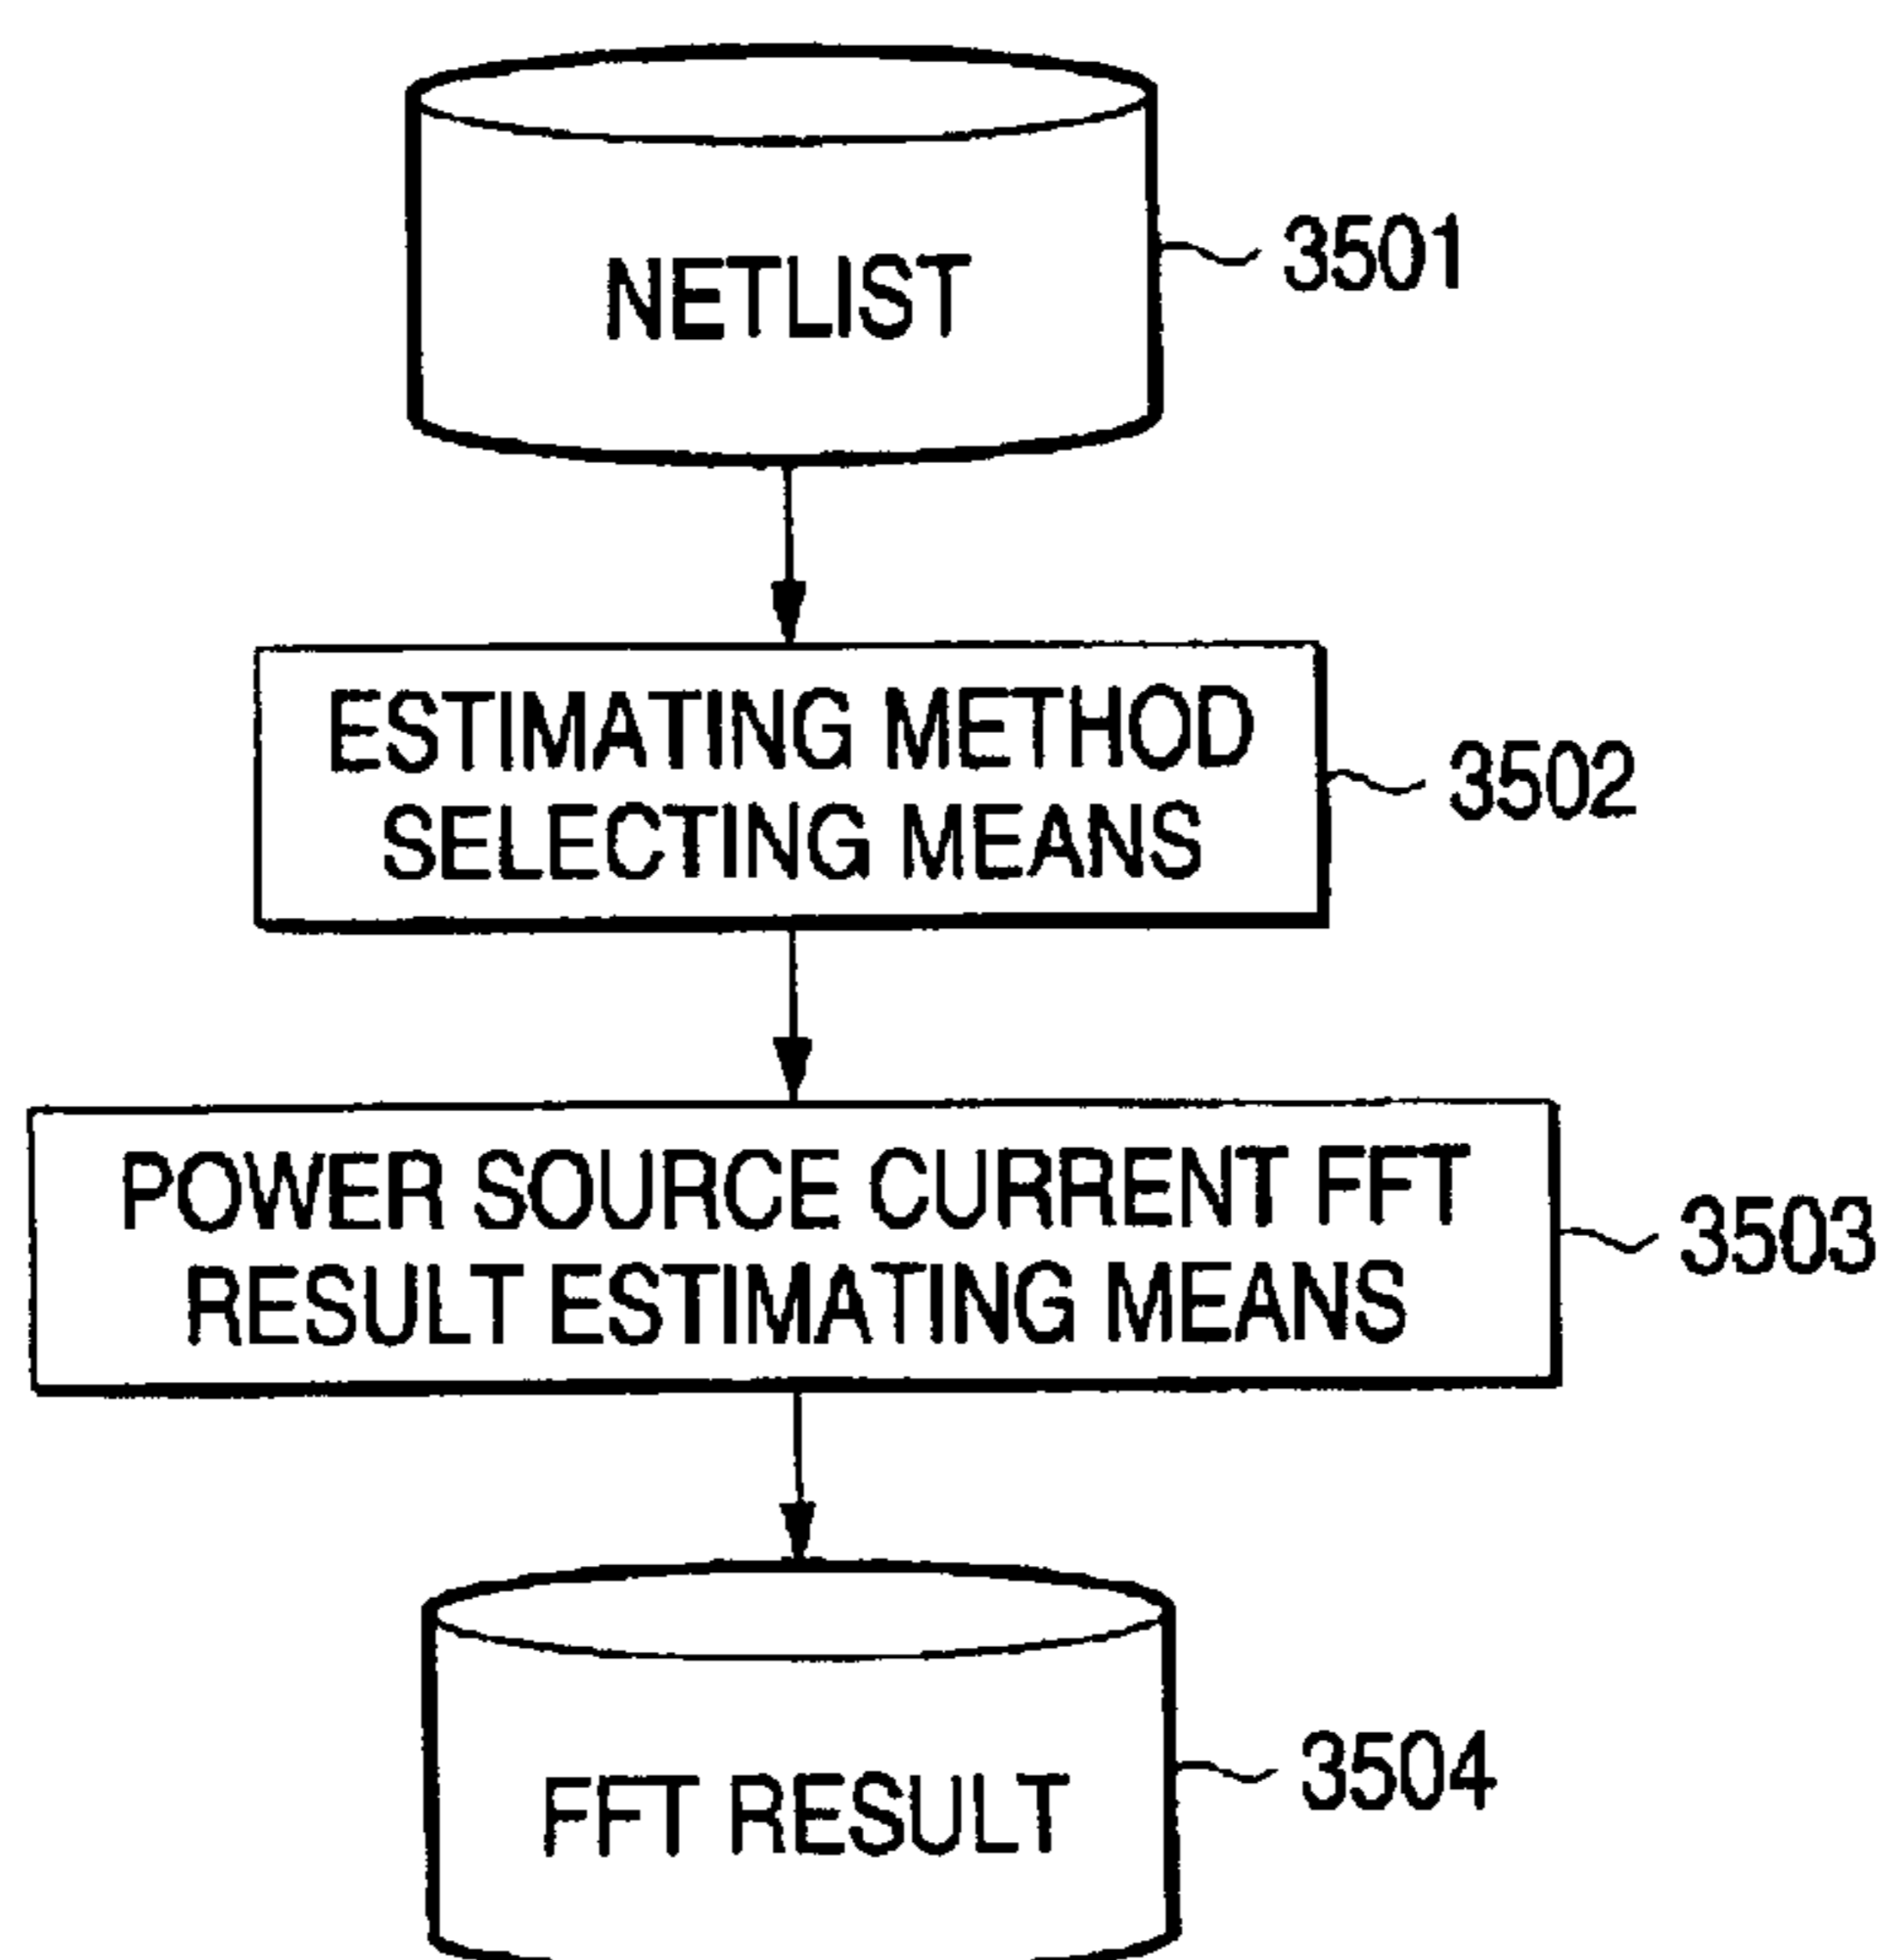 NETLIST
3501
ESTIMATING METHOD
SELECTING MEANS
3502
POWER SOURCE CURRENT FFT
RESULT ESTIMATING MEANS
3503
FFT RESULT
3504